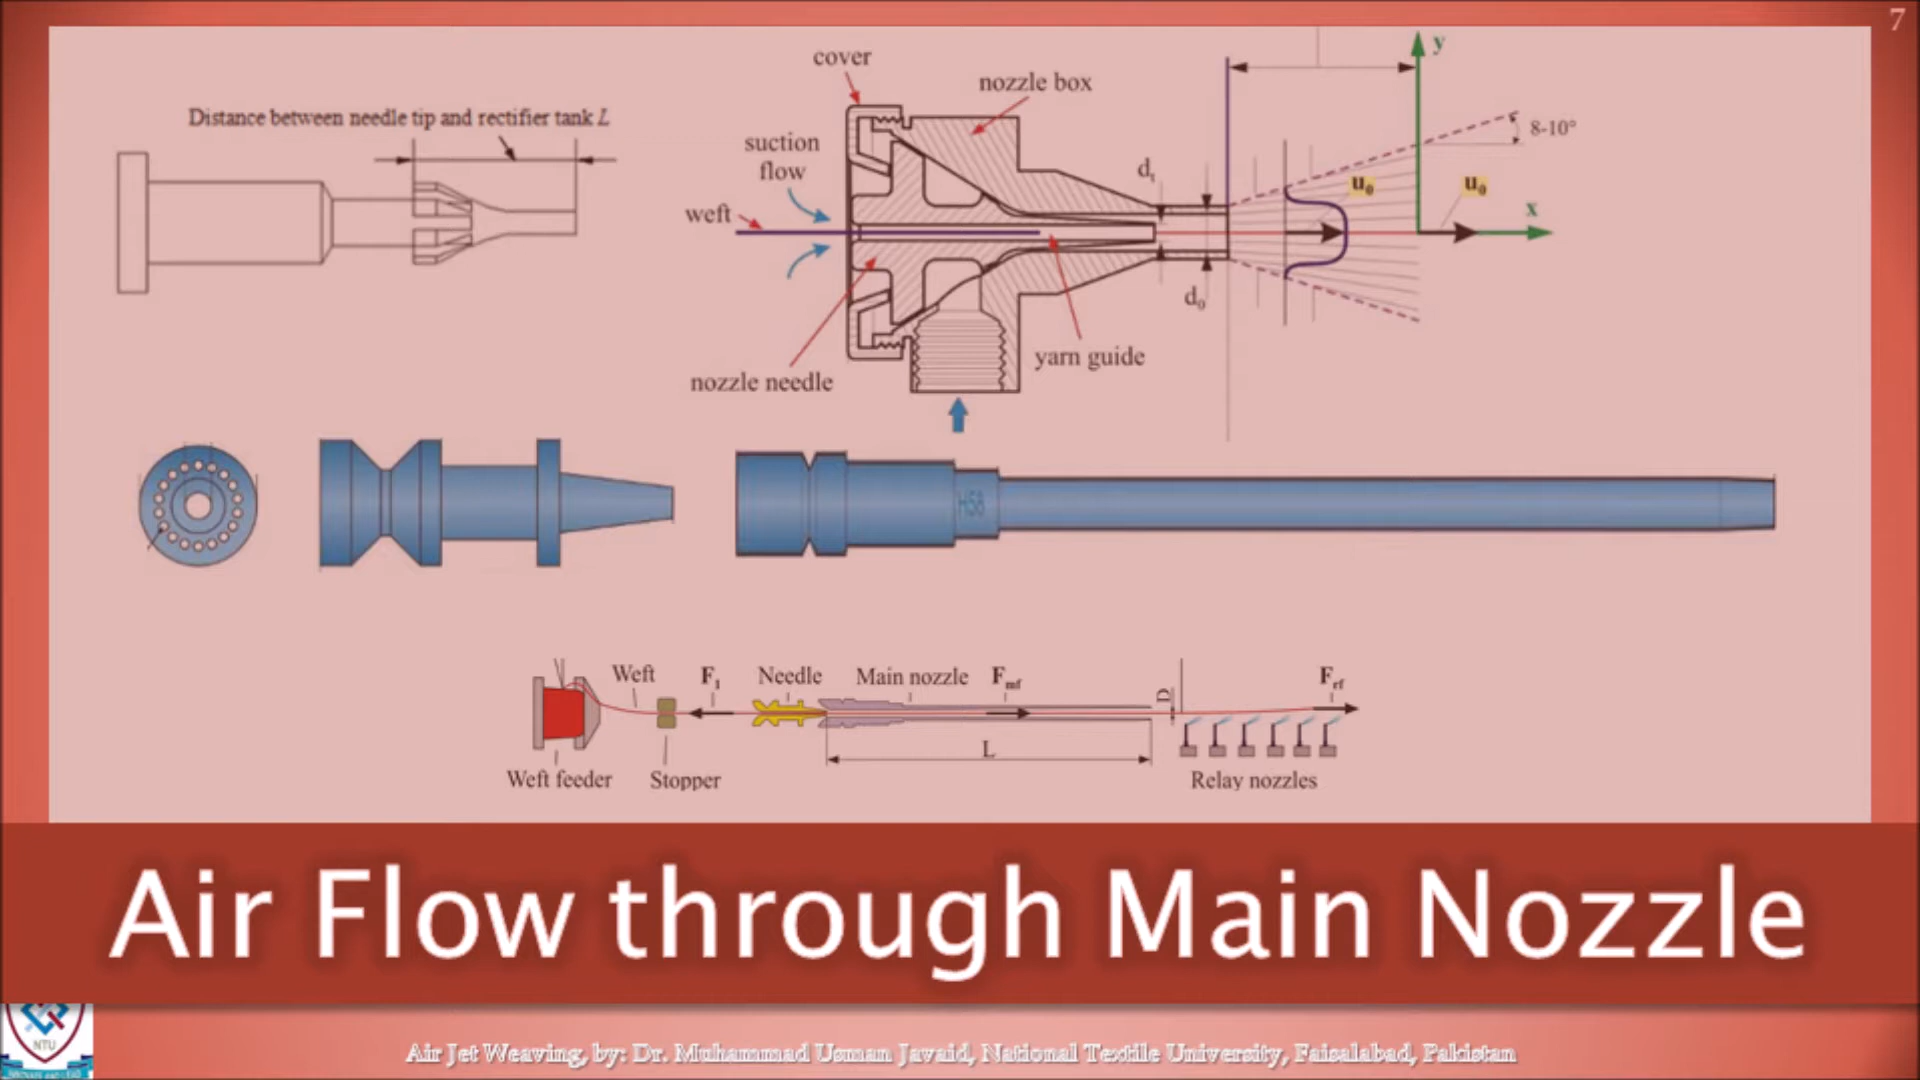 7
Distance between needle tip and rectifier tank L
cover
nozzle box
suction
flow
weft
nozzle needle
yarn guide
dt
d0
y
8-10°
u0
u0
x
H58
Weft
F1
Needle
Main nozzle
Fmf
D
Frf
L
Weft feeder
Stopper
Relay nozzles
Air Flow through Main Nozzle
NTU
Air Jet Weaving, by: Dr. Muhammad Usman Javaid, National Textile University, Faisalabad, Pakistan